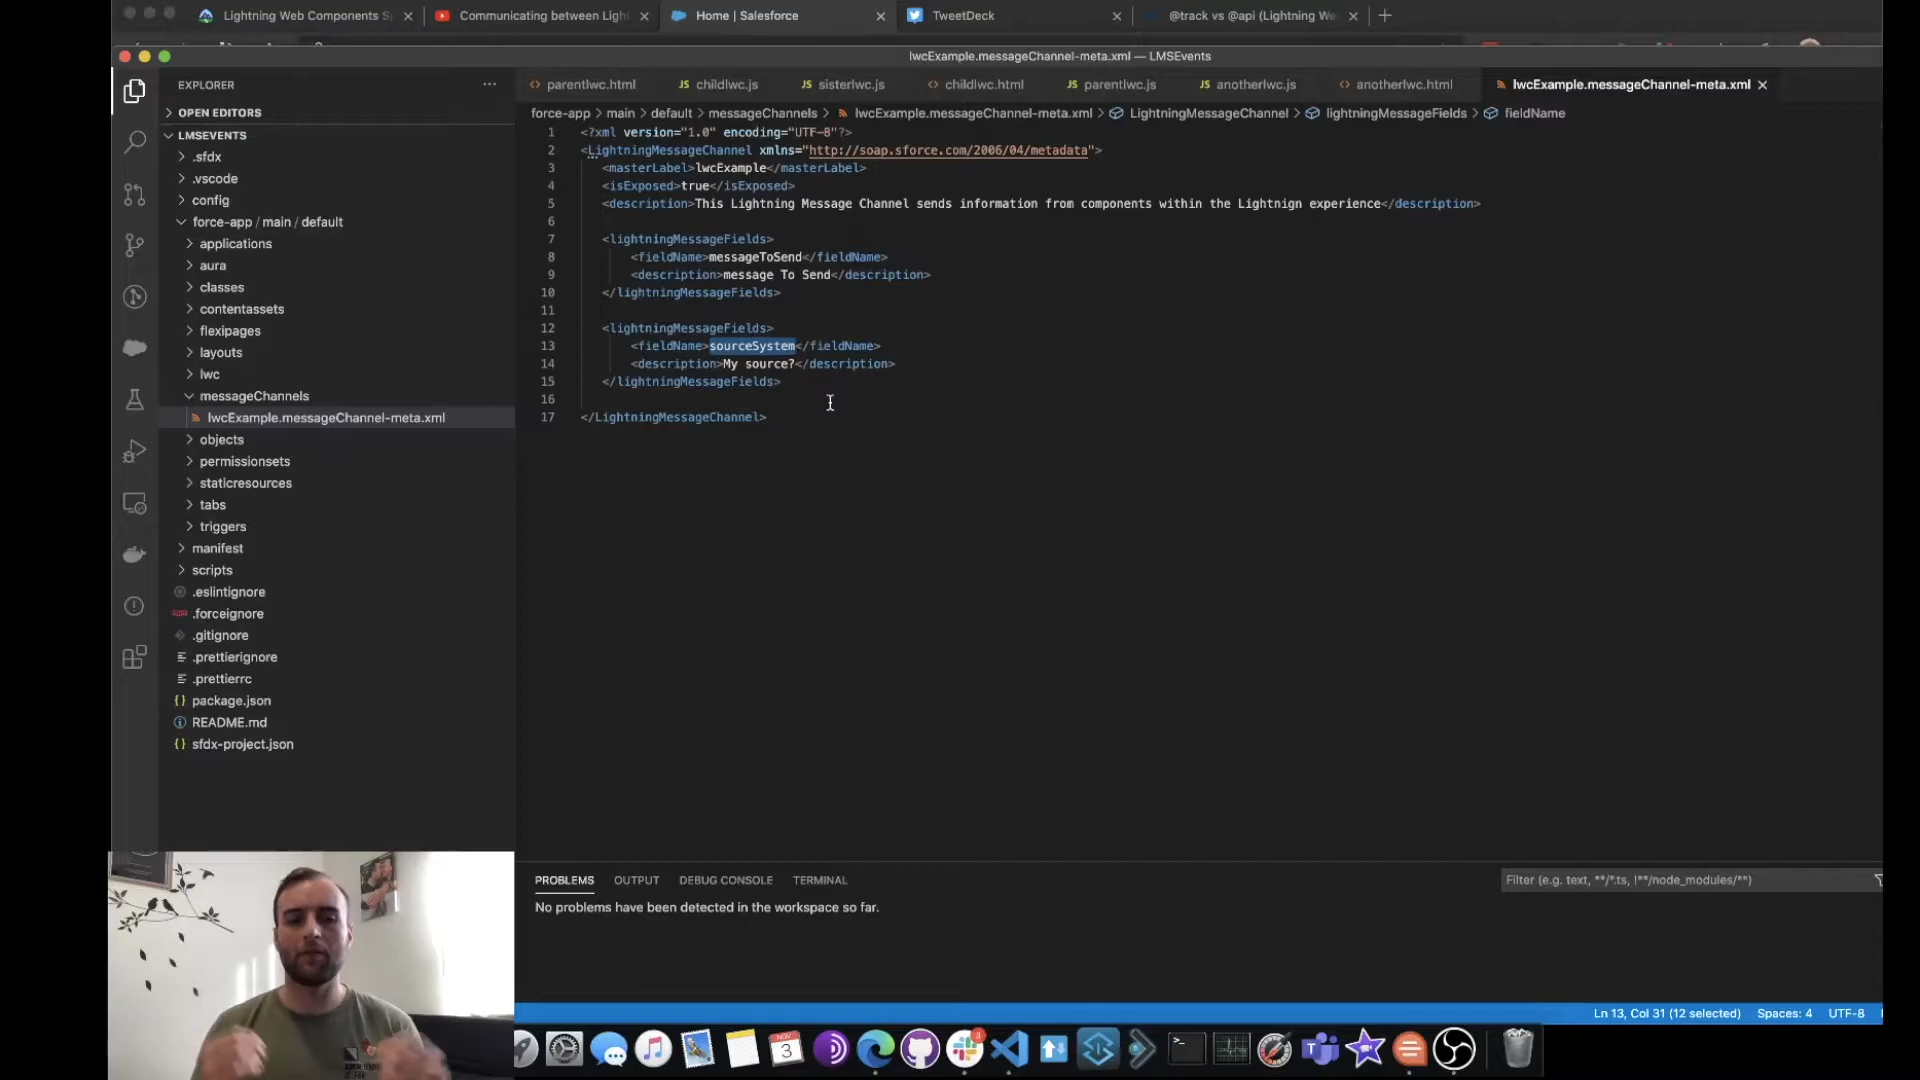 Lightning Web Components S
Communicating between Light
Home | Salesforce
TweetDeck
@track vs @api (Lightning We
lwcExample.messageChannel-meta.xml — LMSEvents
EXPLORER
parentlwc.html
childlwc.js
sisterlwc.js
childlwc.html
parentlwc.js
anotherlwc.js
anotherlwc.html
lwcExample.messageChannel-meta.xml
OPEN EDITORS
LMSEVENTS
.sfdx
.vscode
config
force-app / main / default
applications
aura
classes
contentassets
flexipages
layouts
lwc
messageChannels
lwcExample.messageChannel-meta.xml
objects
permissionsets
staticresources
tabs
triggers
manifest
scripts
.eslintignore
.forceignore
.gitignore
.prettierignore
.prettierrc
package.json
README.md
sfdx-project.json
force-app > main > default > messageChannels > lwcExample.messageChannel-meta.xml > LightningMessageChannel > lightningMessageFields > fieldName
1 <?xml version="1.0" encoding="UTF-8"?>
2 <LightningMessageChannel xmlns="http://soap.sforce.com/2006/04/metadata">
3 <masterLabel>lwcExample</masterLabel>
4 <isExposed>true</isExposed>
5 <description>This Lightning Message Channel sends information from components within the Lightnign experience</description>
6
7 <lightningMessageFields>
8 <fieldName>messageToSend</fieldName>
9 <description>message To Send</description>
10 </lightningMessageFields>
11
12 <lightningMessageFields>
13 <fieldName>sourceSystem</fieldName>
14 <description>My source?</description>
15 </lightningMessageFields>
16
17 </LightningMessageChannel>
PROBLEMS OUTPUT DEBUG CONSOLE TERMINAL
Filter (e.g. text, **/*.ts, !**/node_modules/**)
No problems have been detected in the workspace so far.
Ln 13, Col 31 (12 selected) Spaces: 4 UTF-8
NOV
3
3